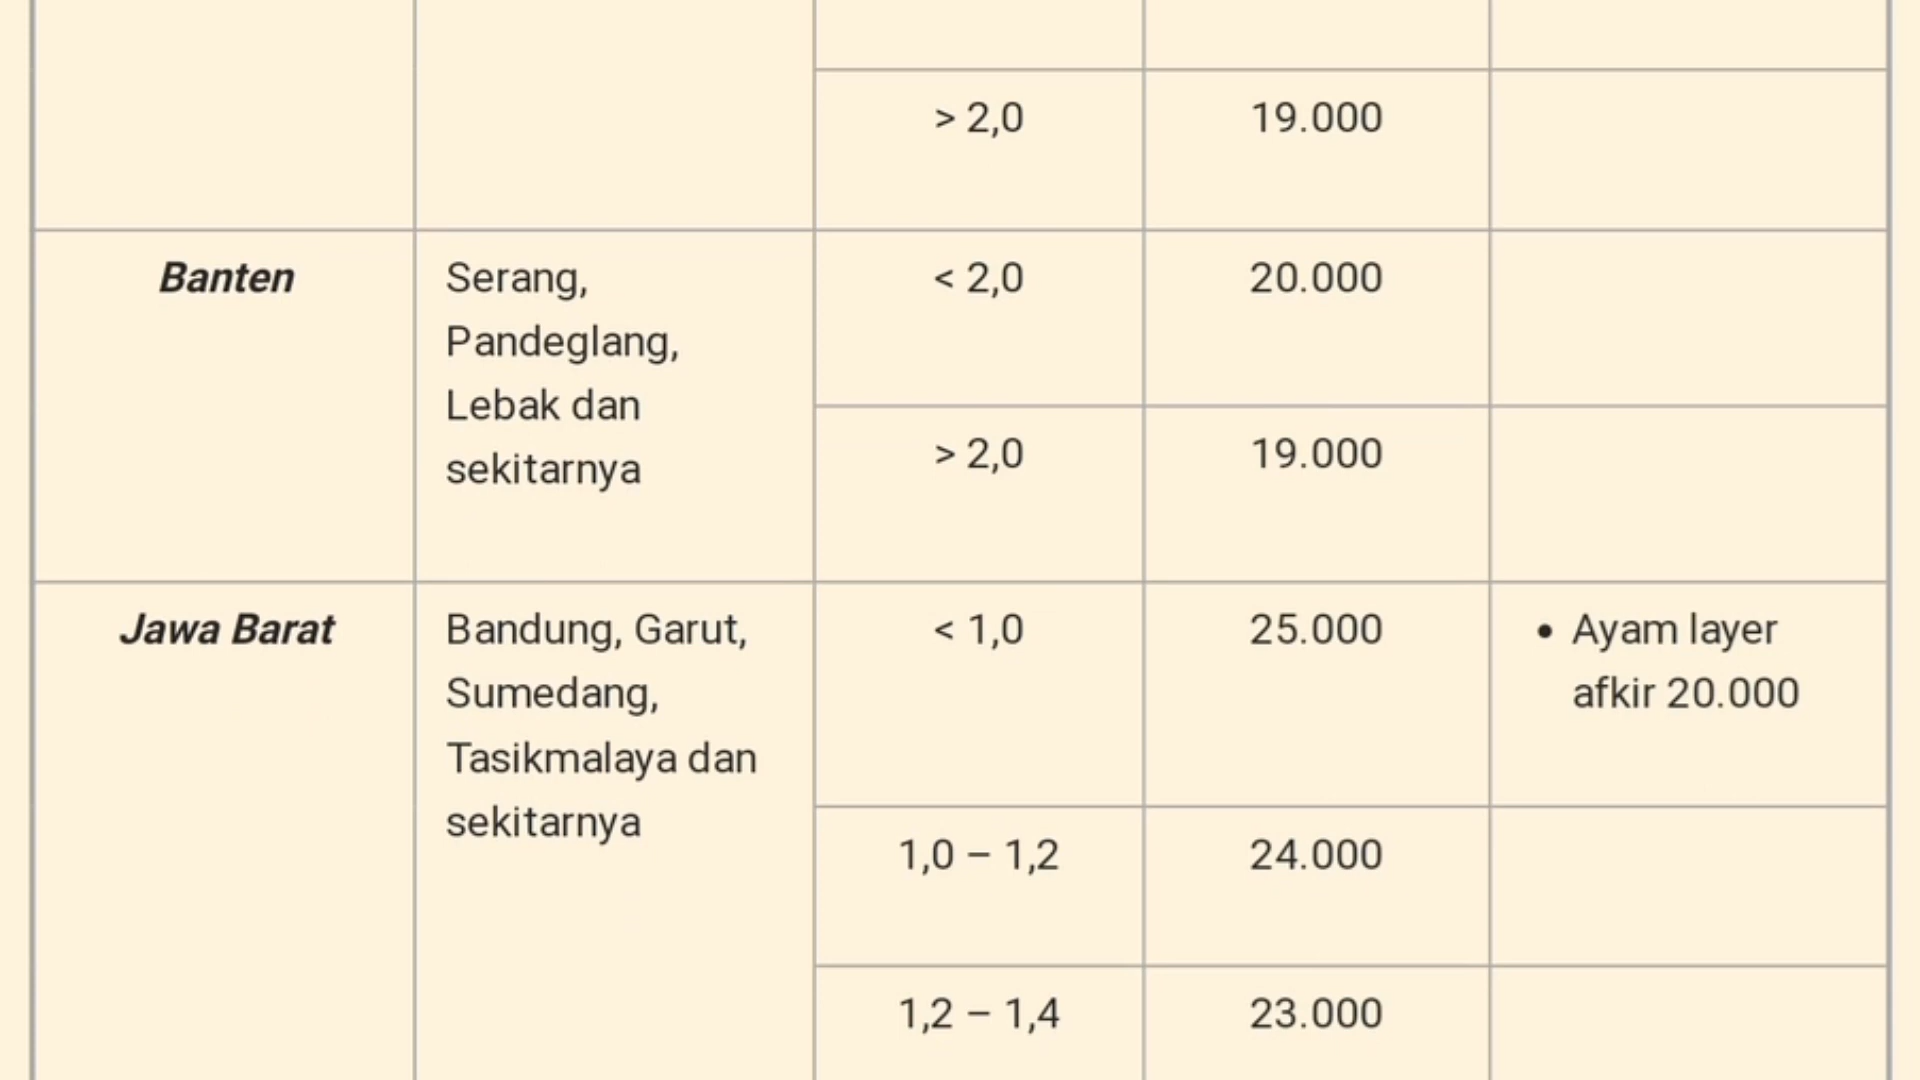 > 2,0 19.000
Banten Serang, < 2,0 20.000
Pandeglang,
Lebak dan
> 2,0 19.000
sekitarnya
Jawa Barat Bandung, Garut, < 1,0 25.000 • Ayam layer
Sumedang, afkir 20.000
Tasikmalaya dan
sekitarnya
1,0 – 1,2 24.000
1,2 – 1,4 23.000